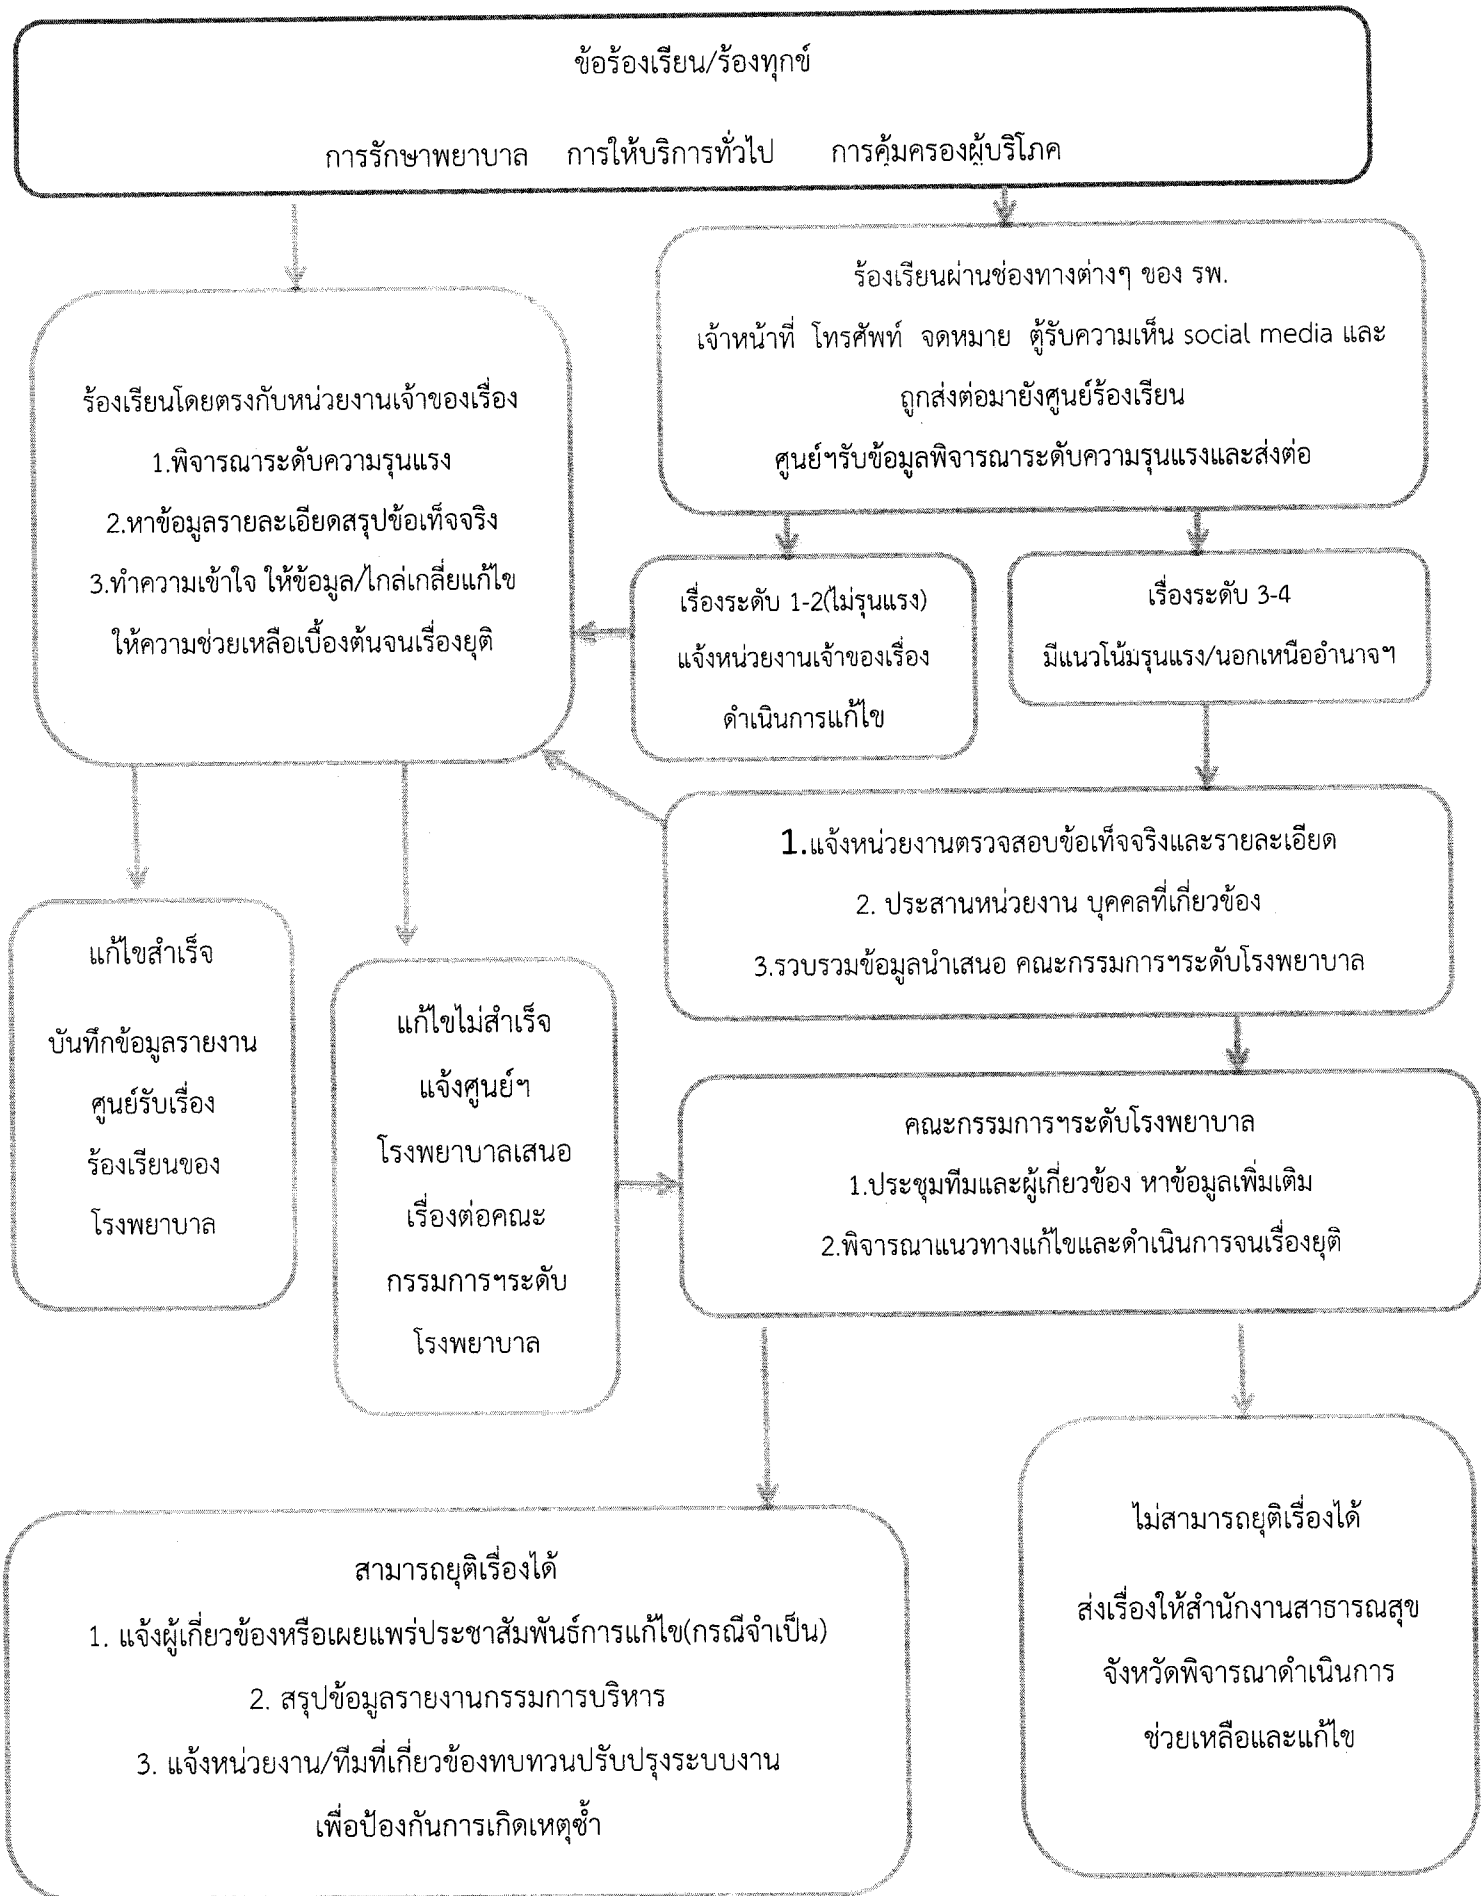 ข้อร้องเรียน/ร้องทุกข์
การรักษาพยาบาล การให้บริการทั่วไป การคุ้มครองผู้บริโภค
ร้องเรียนผ่านช่องทางต่างๆ ของ รพ.
เจ้าหน้าที่ โทรศัพท์ จดหมาย ตู้รับความเห็น social media และ
ถูกส่งต่อมายังศูนย์ร้องเรียน
ศูนย์ฯรับข้อมูลพิจารณาระดับความรุนแรงและส่งต่อ
ร้องเรียนโดยตรงกับหน่วยงานเจ้าของเรื่อง
1.พิจารณาระดับความรุนแรง
2.หาข้อมูลรายละเอียดสรุปข้อเท็จจริง
3.ทำความเข้าใจ ให้ข้อมูล/ไกล่เกลี่ยแก้ไข
ให้ความช่วยเหลือเบื้องต้นจนเรื่องยุติ
เรื่องระดับ 1-2(ไม่รุนแรง)
แจ้งหน่วยงานเจ้าของเรื่อง
ดำเนินการแก้ไข
เรื่องระดับ 3-4
มีแนวโน้มรุนแรง/นอกเหนืออำนาจฯ
1.แจ้งหน่วยงานตรวจสอบข้อเท็จจริงและรายละเอียด
2. ประสานหน่วยงาน บุคคลที่เกี่ยวข้อง
3.รวบรวมข้อมูลนำเสนอ คณะกรรมการฯระดับโรงพยาบาล
แก้ไขสำเร็จ
บันทึกข้อมูลรายงาน
ศูนย์รับเรื่อง
ร้องเรียนของ
โรงพยาบาล
แก้ไขไม่สำเร็จ
แจ้งศูนย์ฯ
โรงพยาบาลเสนอ
เรื่องต่อคณะ
กรรมการฯระดับ
โรงพยาบาล
คณะกรรมการฯระดับโรงพยาบาล
1.ประชุมทีมและผู้เกี่ยวข้อง หาข้อมูลเพิ่มเติม
2.พิจารณาแนวทางแก้ไขและดำเนินการจนเรื่องยุติ
สามารถยุติเรื่องได้
1. แจ้งผู้เกี่ยวข้องหรือเผยแพร่ประชาสัมพันธ์การแก้ไข(กรณีจำเป็น)
2. สรุปข้อมูลรายงานกรรมการบริหาร
3. แจ้งหน่วยงาน/ทีมที่เกี่ยวข้องทบทวนปรับปรุงระบบงาน
เพื่อป้องกันการเกิดเหตุซ้ำ
ไม่สามารถยุติเรื่องได้
ส่งเรื่องให้สำนักงานสาธารณสุข
จังหวัดพิจารณาดำเนินการ
ช่วยเหลือและแก้ไข